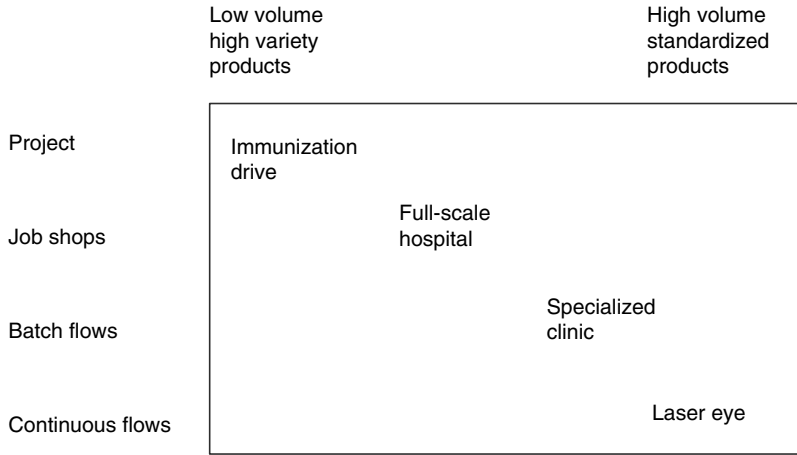 Low volume
high variety
products
High volume
standardized
products
Project
Immunization
drive
Job shops
Full-scale
hospital
Batch flows
Specialized
clinic
Continuous flows
Laser eye